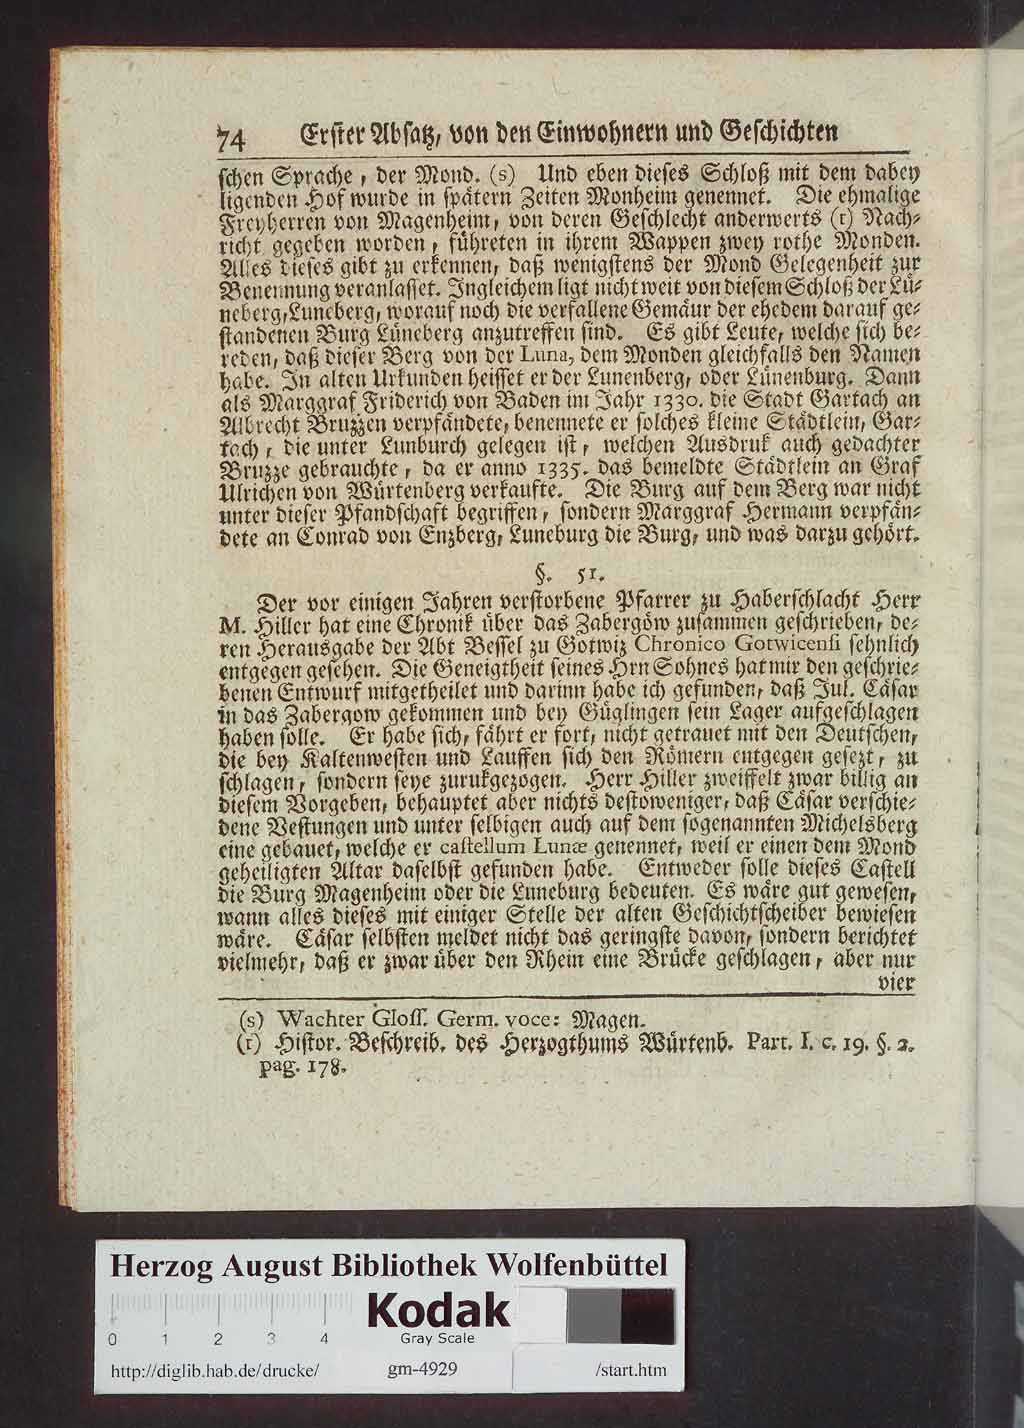 74 Erster Absatz, von den Einwohnern und Geschichten
schen Sprache, der Mond. (s) Und eben dieses Schloß mit dem dabey
ligenden Hof wurde in spätern Zeiten Monheim genennet. Die ehmalige
Freyherren von Magenheim, von deren Geschlecht anderwerts (t) Nach-
richt gegeben worden, führeten in ihrem Wappen zwey rothe Monden.
Alles dieses gibt zu erkennen, daß wenigstens der Mond Gelegenheit zur
Benennung veranlasset. Ingleichem ligt nicht weit von diesem Schloß der Lü-
neberg, Luneberg, worauf noch die verfallene Gemäur der ehedem darauf ge-
standenen Burg Lüneberg anzutreffen sind. Es gibt Leute, welche sich be-
reden, daß dieser Berg von der Luna, dem Monden gleichfalls den Namen
habe. In alten Urkunden heisset er der Lunenberg, oder Lünenburg. Dann
als Marggraf Friderich von Baden im Jahr 1330. die Stadt Gartach an
Albrecht Bruzzen verpfändete, benennete er solches kleine Städtlein, Gar-
tach, die unter Lunburch gelegen ist, welchen Ausdruk auch gedachter
Bruzze gebrauchte, da er anno 1335. das bemeldte Städtlein an Graf
Ulrichen von Würtenberg verkaufte. Die Burg auf dem Berg war nicht
unter dieser Pfandschaft begriffen, sondern Marggraf Hermann verpfän-
dete an Conrad von Enzberg, Luneburg die Burg, und was darzu gehört.
§. 51.
Der vor einigen Jahren verstorbene Pfarrer zu Haberschlacht Herr
M. Hiller hat eine Chronik über das Zabergöw zusammen geschrieben, de-
ren Herausgabe der Abt Bessel zu Gotwiz Chronico Gotwicensi sehnlich
entgegen gesehen. Die Geneigtheit seines Hrn Sohnes hat mir den geschrie-
benen Entwurf mitgetheilet und darinn habe ich gefunden, daß Jul. Cäsar
in das Zabergow gekommen und bey Güglingen sein Lager aufgeschlagen
haben solle. Er habe sich, fährt er fort, nicht getrauet mit den Deutschen,
die bey Kaltenwesten und Lauffen sich den Römern entgegen gesezt, zu
schlagen, sondern seye zurukgezogen. Herr Hiller zweiffelt zwar billig an
diesem Vorgeben, behauptet aber nichts destoweniger, daß Cäsar verschie-
dene Vestungen und unter selbigen auch auf dem sogenannten Michelsberg
eine gebauet, welche er castellum Lunæ genennet, weil er einen dem Mond
geheiligten Altar daselbst gefunden habe. Entweder solle dieses Castell
die Burg Magenheim oder die Luneburg bedeuten. Es wäre gut gewesen,
wann alles dieses mit einiger Stelle der alten Geschichtscheiber bewiesen
wäre. Cäsar selbsten meldet nicht das geringste davon, sondern berichtet
vielmehr, daß er zwar über den Rhein eine Brücke geschlagen, aber nur
vier
(s) Wachter Gloss. Germ. voce: Magen.
(t) Histor. Beschreib. des Herzogthums Würtenb. Part. I. c. 19. §. 2.
pag. 178.
Herzog August Bibliothek Wolfenbüttel
Kodak
Gray Scale
0 1 2 3 4
http://diglib.hab.de/drucke/ gm-4929 /start.htm